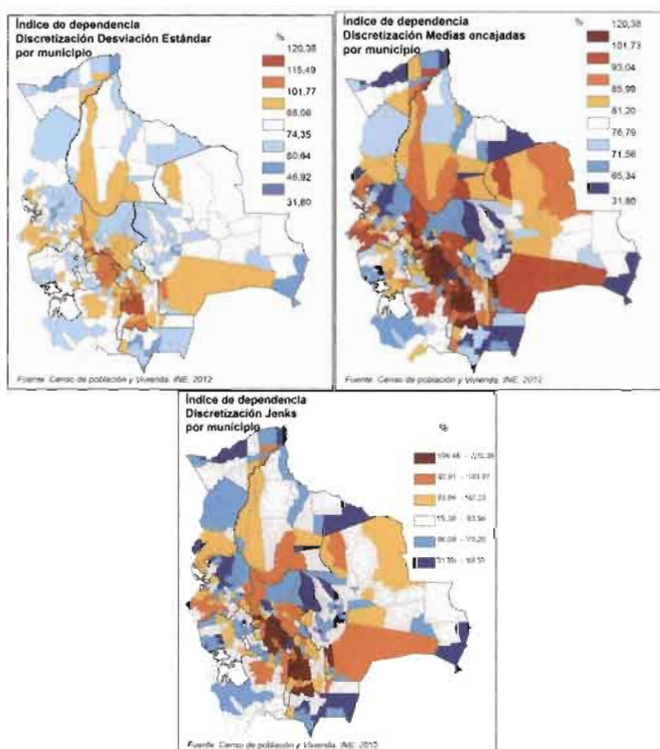 Índice de dependencia
Discretización Desviación Estándar
por municipio
%
120,38
115,49
101,77
74,35
60,64
46,92
31,80
Fuente: Censo de población y Vivienda, INE, 2012
Índice de dependencia
Discretización Medias encajadas
por municipio
%
120,38
101,73
93,04
85,99
81,20
76,79
71,56
65,34
31,80
Fuente: Censo de población y Vivienda, INE, 2012
Índice de dependencia
Discretización Jenks
por municipio
%
Fuente: Censo de población y Vivienda, INE,